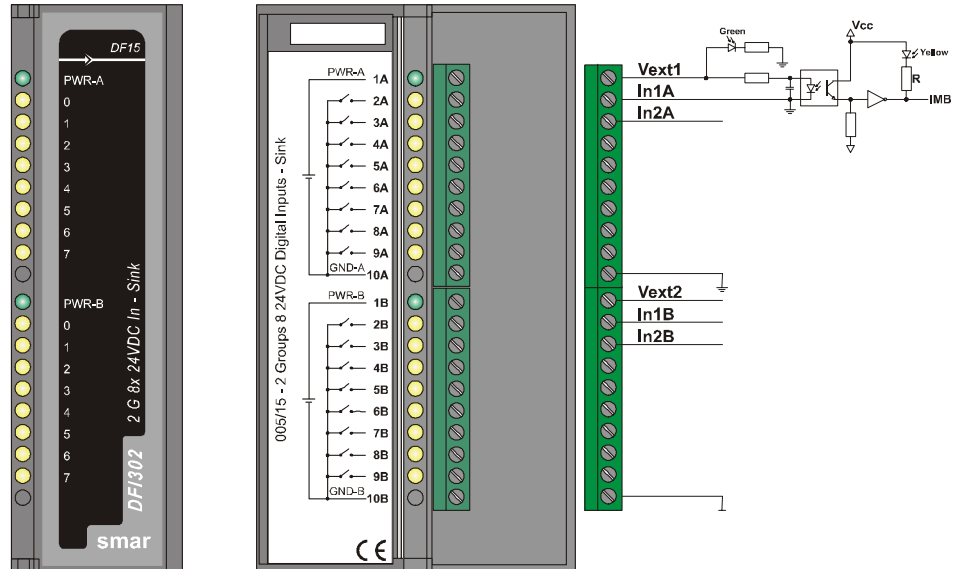 DF15
PWR-A
0
1
2
3
4
5
6
7
PWR-B
0
1
2
3
4
5
6
7
2 G 8x 24VDC In - Sink
DFI302
smar
005/15 - 2 Groups 8 24VDC Digital Inputs - Sink
PWR-A 1A
2A
3A
4A
5A
6A
7A
8A
9A
GND-A 10A
PWR-B 1B
2B
3B
4B
5B
6B
7B
8B
9B
GND-B 10B
CE
Green
Vcc
Yellow
R
IMB
Vext1
In1A
In2A
Vext2
In1B
In2B